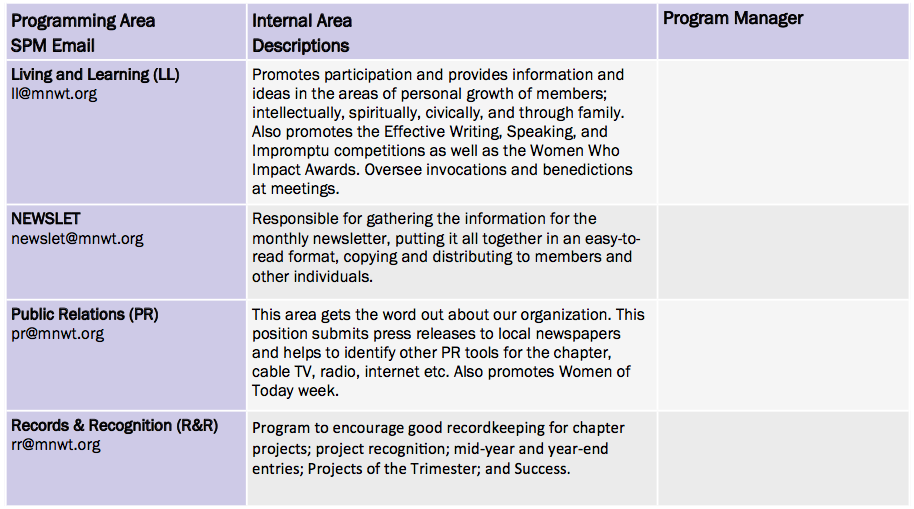 Programming Area
SPM Email
Internal Area
Descriptions
Program Manager
Living and Learning (LL)
ll@mnwt.org
Promotes participation and provides information and
ideas in the areas of personal growth of members;
intellectually, spiritually, civically, and through family.
Also promotes the Effective Writing, Speaking, and
Impromptu competitions as well as the Women Who
Impact Awards. Oversee invocations and benedictions
at meetings.
NEWSLET
newslet@mnwt.org
Responsible for gathering the information for the
monthly newsletter, putting it all together in an easy-to-
read format, copying and distributing to members and
other individuals.
Public Relations (PR)
pr@mnwt.org
This area gets the word out about our organization. This
position submits press releases to local newspapers
and helps to identify other PR tools for the chapter,
cable TV, radio, internet etc. Also promotes Women of
Today week.
Records & Recognition (R&R)
rr@mnwt.org
Program to encourage good recordkeeping for chapter
projects; project recognition; mid-year and year-end
entries; Projects of the Trimester; and Success.